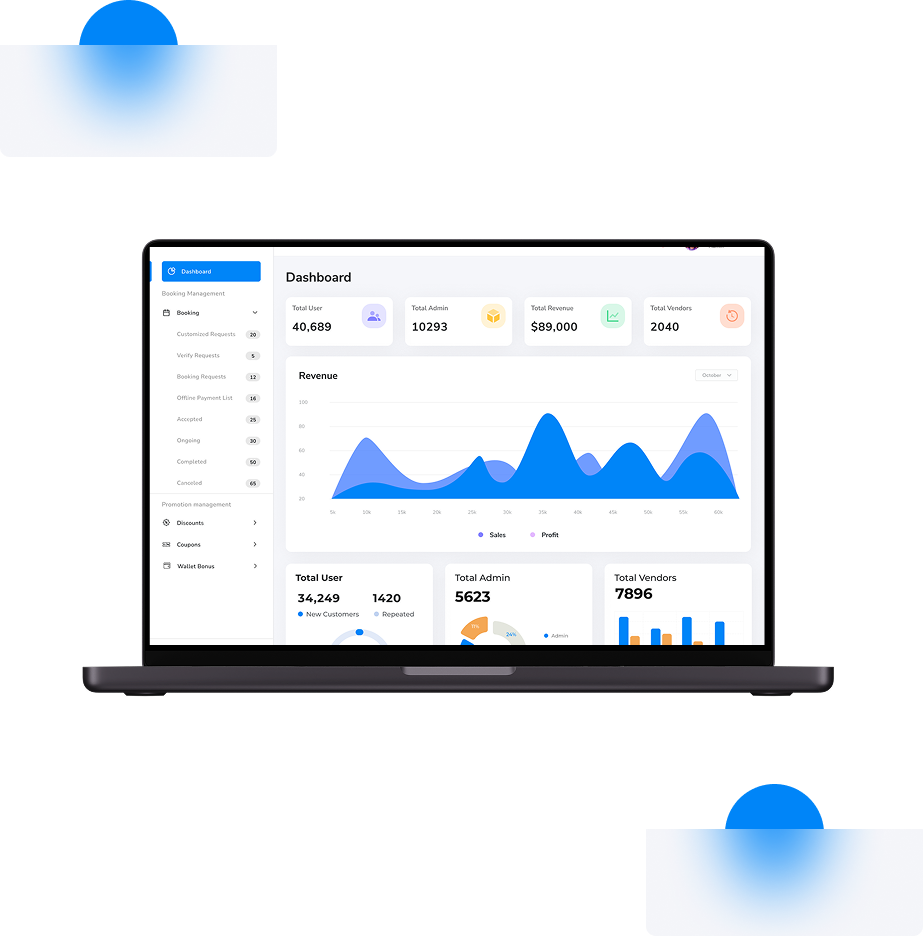 Dashboard
Booking Management
Booking
Customized Requests 20
Verify Requests 5
Booking Requests 12
Offline Payment List 16
Accepted 25
Ongoing 30
Completed 50
Canceled 65
Promotion management
Discounts
Coupons
Wallet Bonus
Dashboard
Total User
40,689
Total Admin
10293
Total Revenue
$89,000
Total Vendors
2040
Revenue
October
100
80
60
40
20
5k 10k 15k 20k 25k 30k 35k 40k 45k 50k 55k 60k
Sales Profit
Total User
34,249 1420
New Customers Repeated
Total Admin
5623
11% 24% Admin
Total Vendors
7896